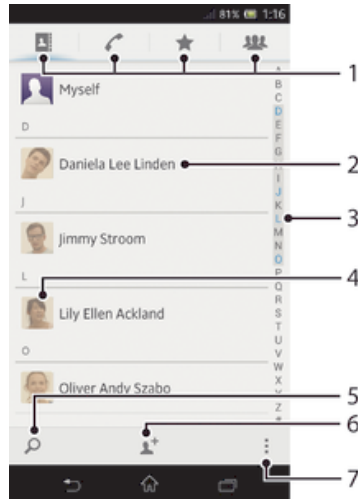 81% 1:16
1
Myself
A
B
C
D
E
F
G
H
I
J
K
L
M
N
O
P
Q
R
S
T
U
V
W
X
Y
Z
#
D
Daniela Lee Linden
2
3
J
Jimmy Stroom
L
4
Lily Ellen Ackland
O
Oliver Andy Szabo
5
6
7